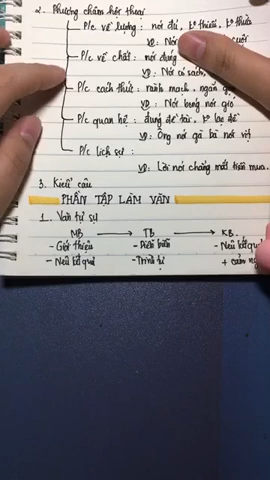 2. Phương châm hội thoại
P/c về lượng : nói đủ, k° thiếu, k° thừa
VD: Nói cuội
P/c về chất : nói đúng
VD: Nói có sách,
P/c cách thức : rành mạch, ngắn gọn
VD: Nói bóng nói gió
P/c quan hệ : đúng đề tài, k° lạc đề
VD: Ông nói gà bà nói vịt
P/c lịch sự :
VD: Lời nói chẳng mất tiền mua.
3. Kiểu câu
PHẦN TẬP LÀM VĂN
1. Văn tự sự
MB → TB → KB
- Giới thiệu - Diễn biến - Nêu kết quả
- Nêu kết quả - Trình tự + cảm